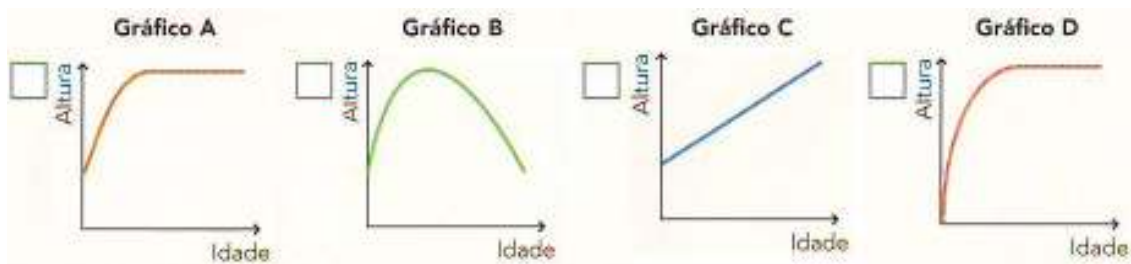 Gráfico A
Gráfico B
Gráfico C
Gráfico D
Altura
Idade
Altura
Idade
Altura
Idade
Altura
Idade